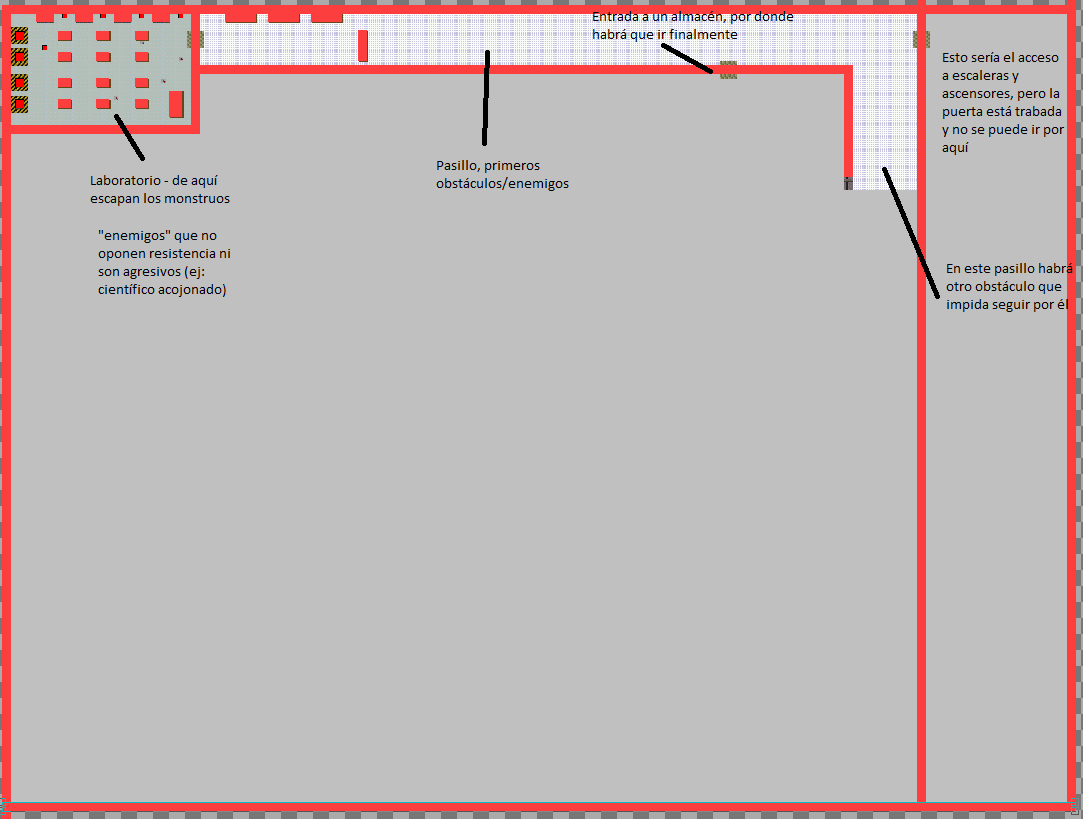 Entrada a un almacén, por donde
habrá que ir finalmente
Esto sería el acceso
a escaleras y
ascensores, pero la
puerta está trabada
y no se puede ir por
aquí
Pasillo, primeros
obstáculos/enemigos
Laboratorio - de aquí
escapan los monstruos
"enemigos" que no
oponen resistencia ni
son agresivos (ej:
científico acojonado)
En este pasillo habrá
otro obstáculo que
impida seguir por él